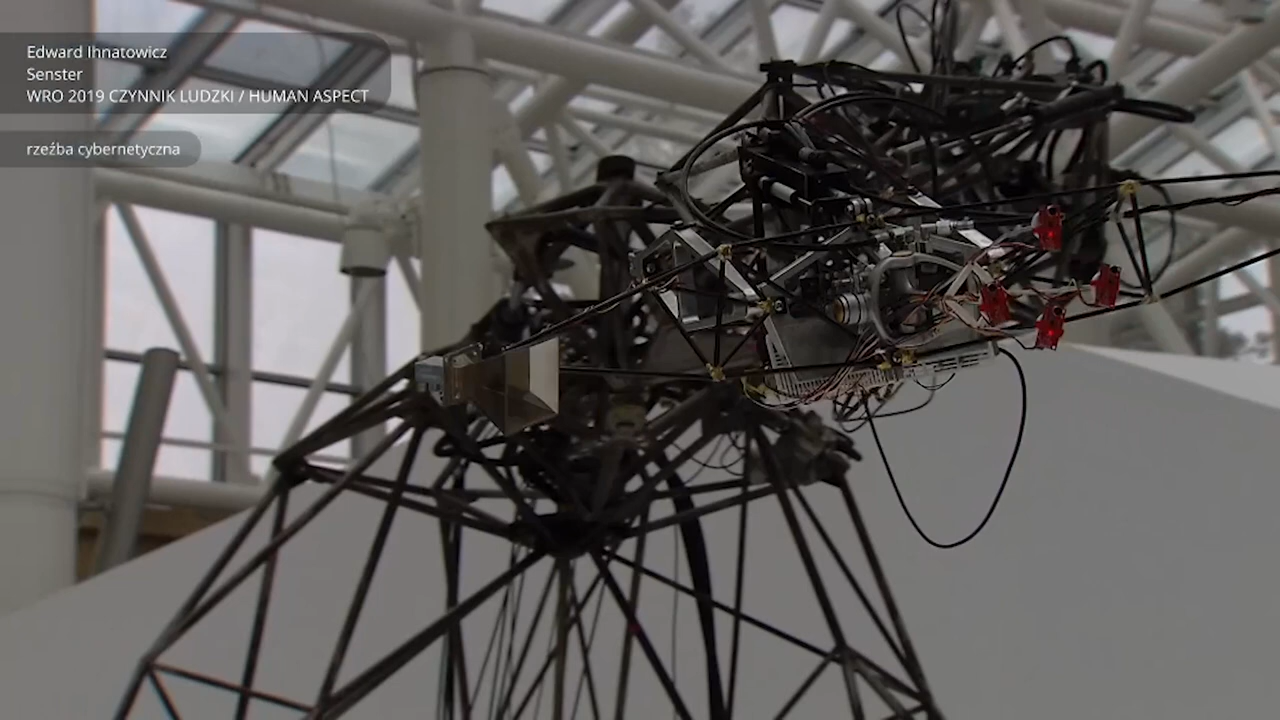 Edward Ihnatowicz
Senster
WRO 2019 CZYNNIK LUDZKI / HUMAN ASPECT
rzeźba cybernetyczna